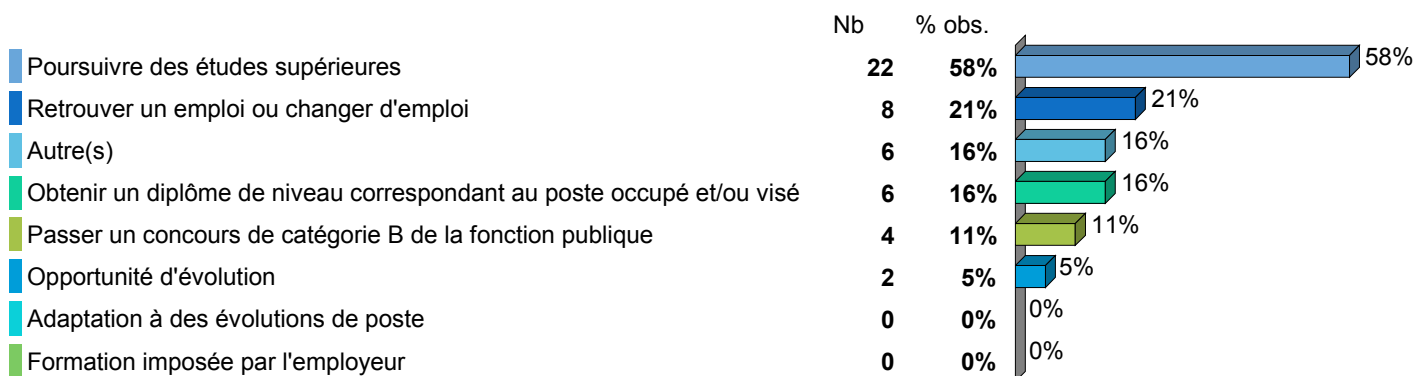 Nb % obs.
Poursuivre des études supérieures 22 58% 58%
Retrouver un emploi ou changer d'emploi 8 21% 21%
Autre(s) 6 16% 16%
Obtenir un diplôme de niveau correspondant au poste occupé et/ou visé 6 16% 16%
Passer un concours de catégorie B de la fonction publique 4 11% 11%
Opportunité d'évolution 2 5% 5%
Adaptation à des évolutions de poste 0 0% 0%
Formation imposée par l'employeur 0 0% 0%